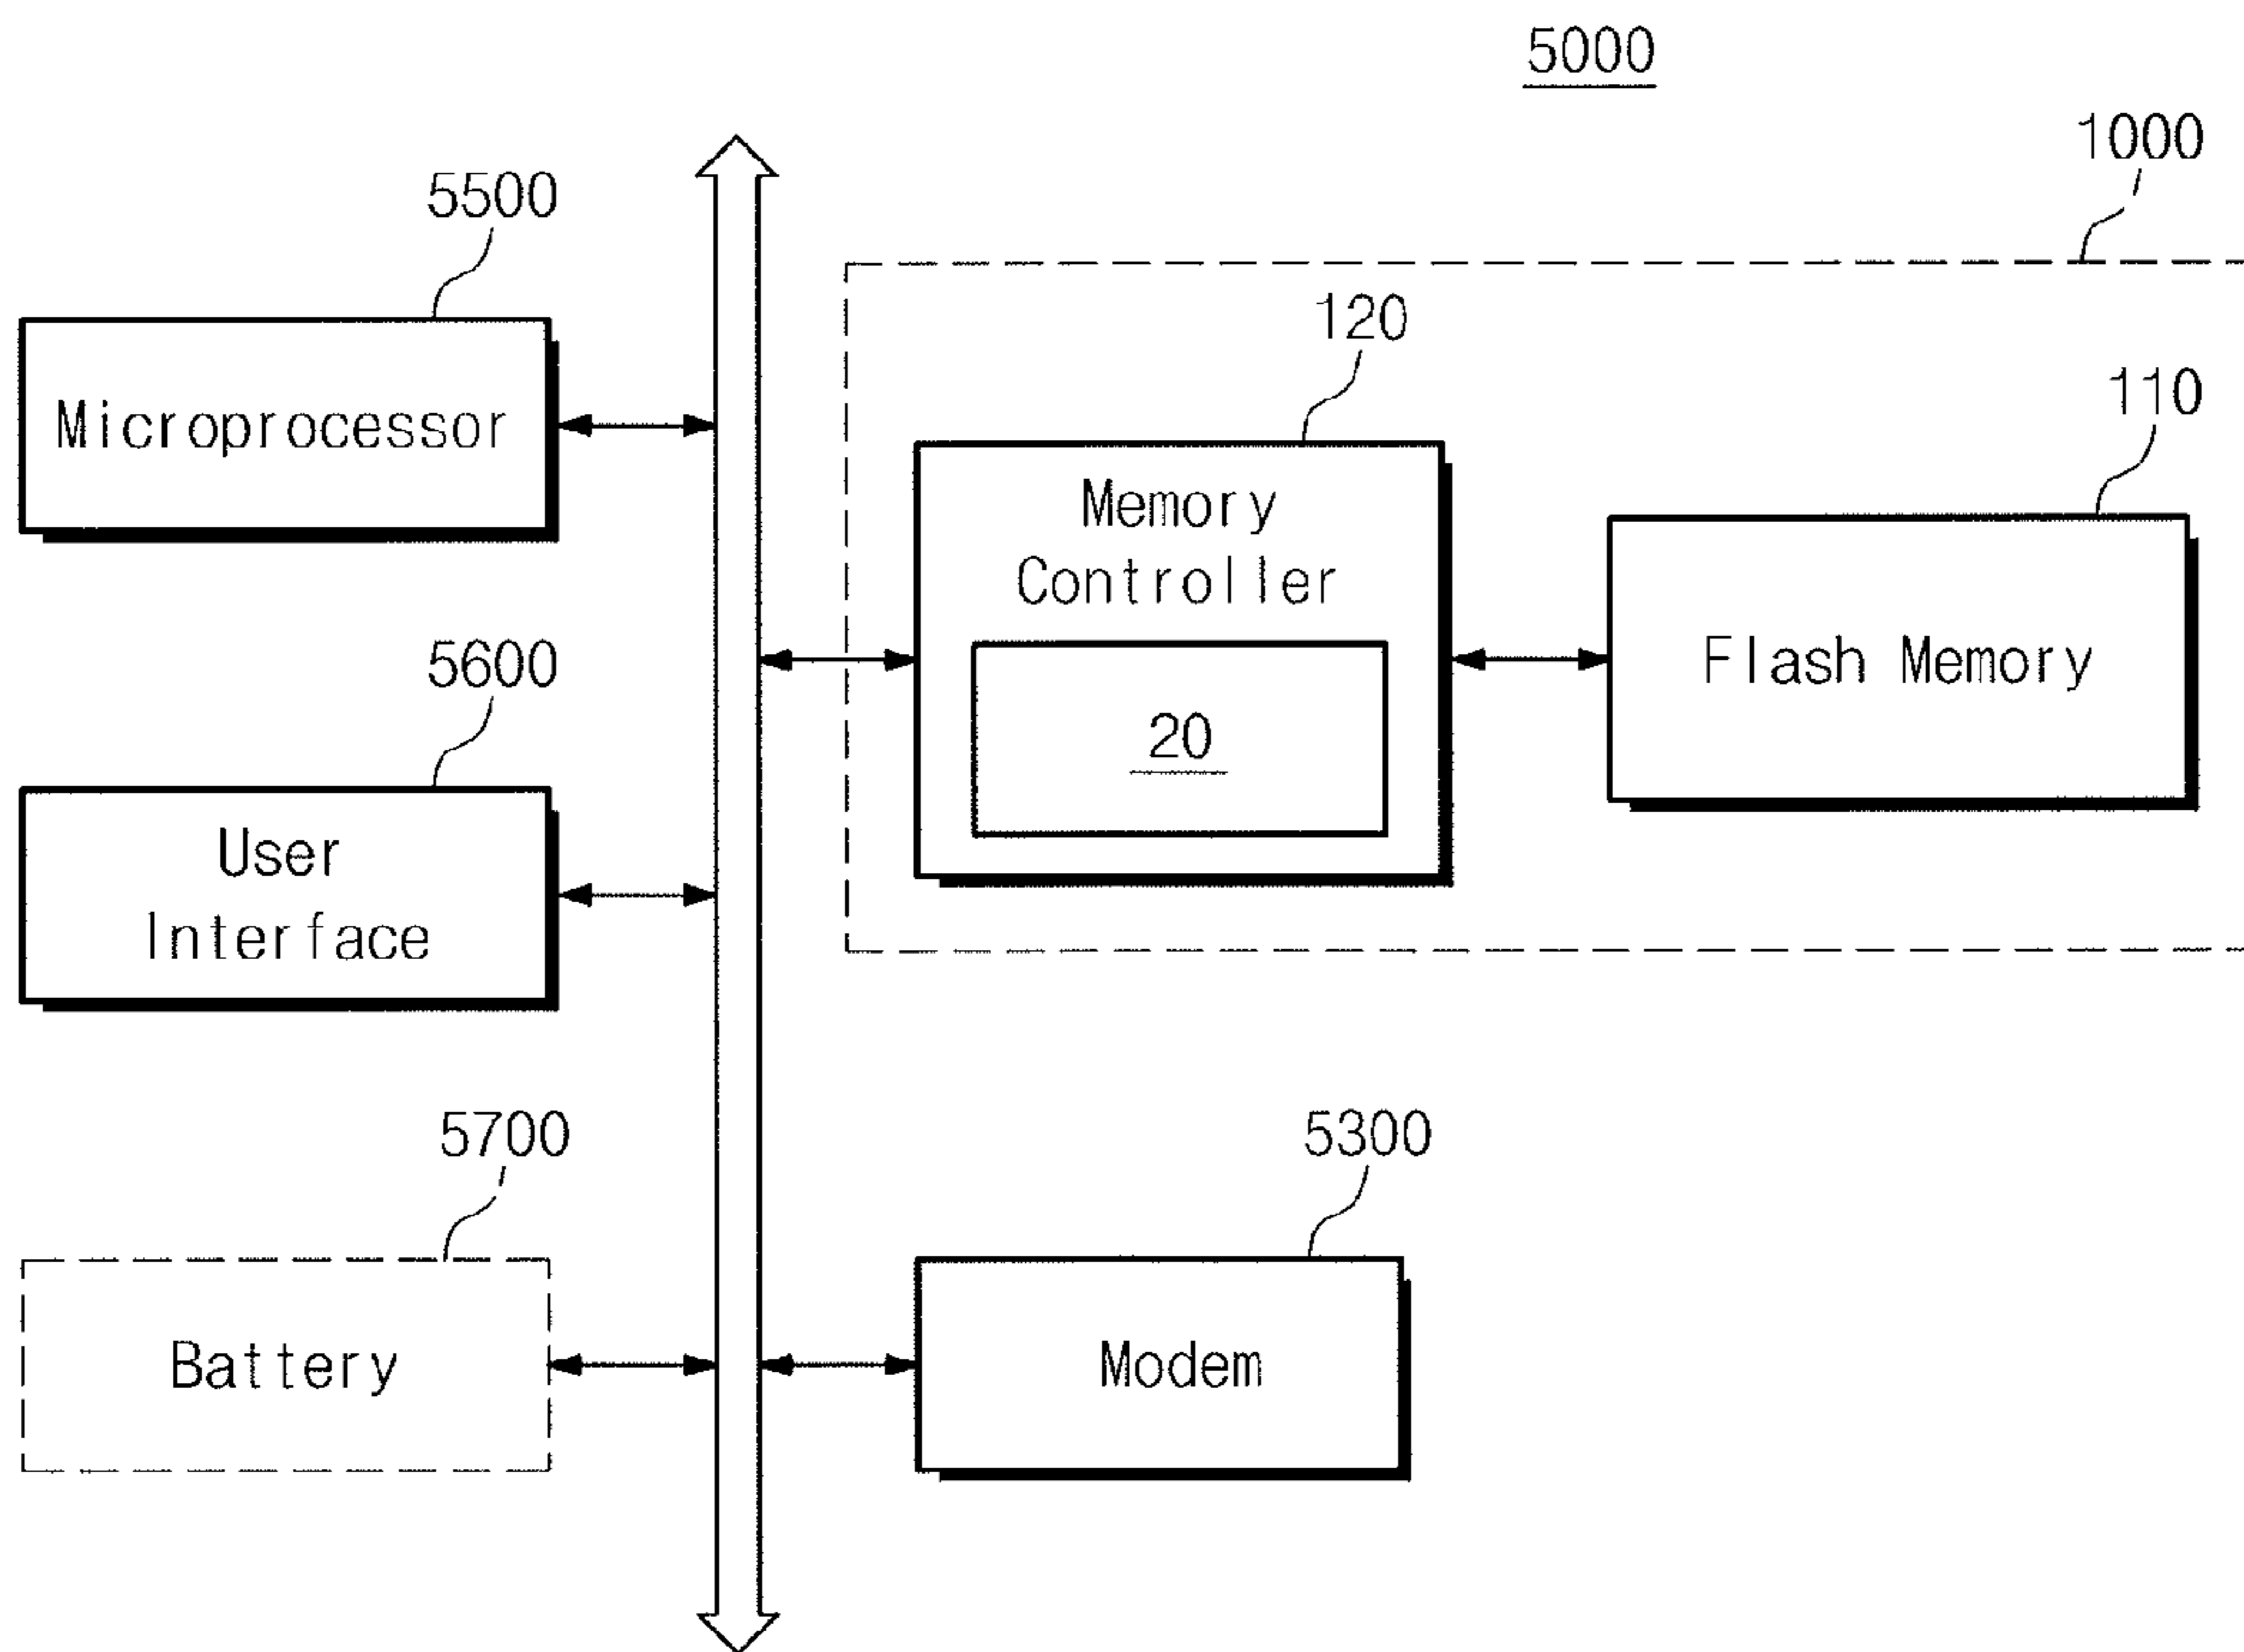 5000
1000
5500
120
Microprocessor
110
Memory
Controller
5600
Flash Memory
20
User
Interface
5700
5300
Battery
Modem